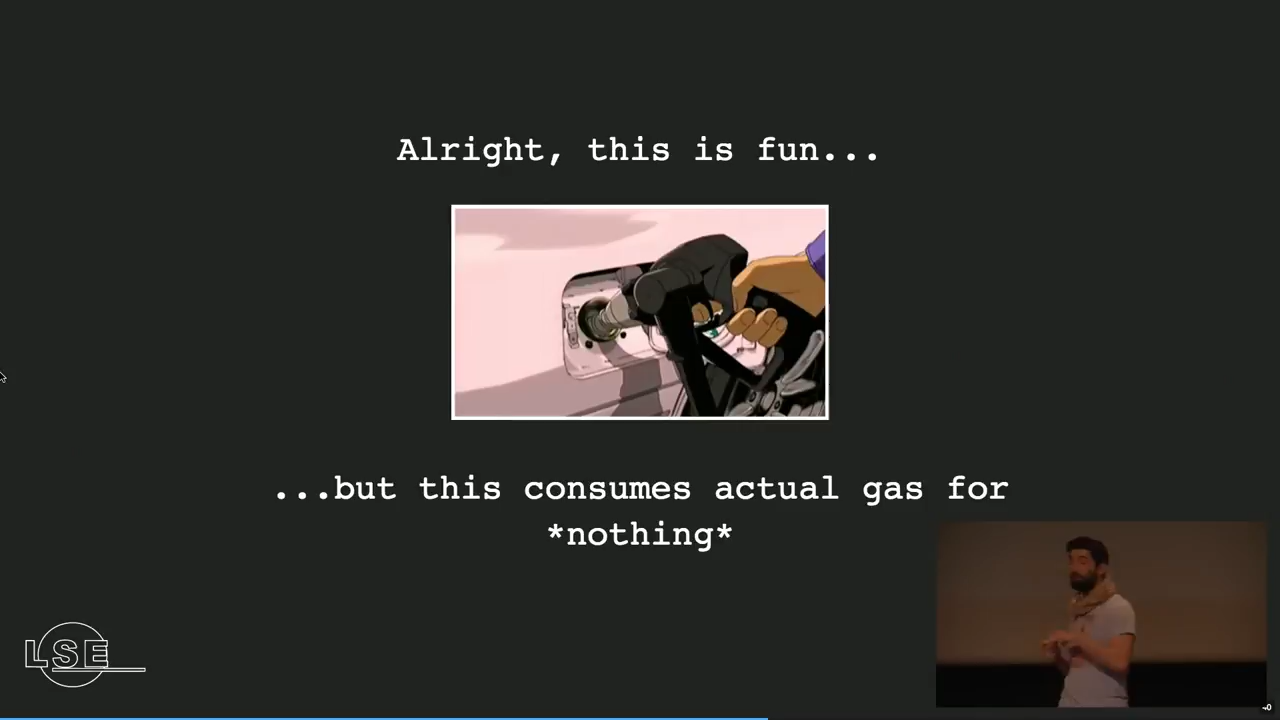 Alright, this is fun...
...but this consumes actual gas for
*nothing*
LSE